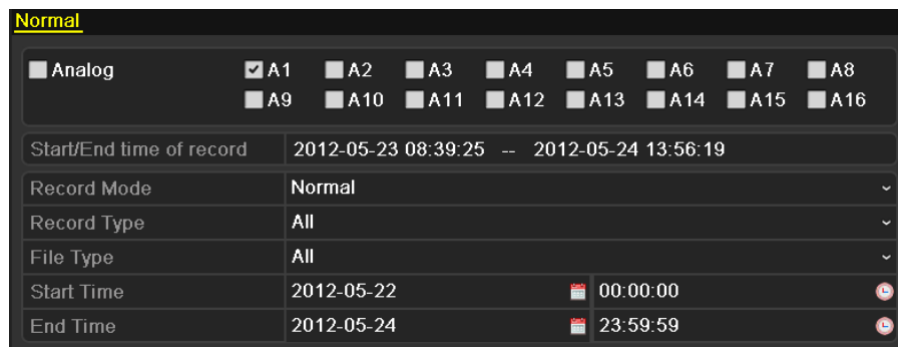 Normal
Analog A1 A2 A3 A4 A5 A6 A7 A8
A9 A10 A11 A12 A13 A14 A15 A16
Start/End time of record 2012-05-23 08:39:25 -- 2012-05-24 13:56:19
Record Mode Normal
Record Type All
File Type All
Start Time 2012-05-22 00:00:00
End Time 2012-05-24 23:59:59